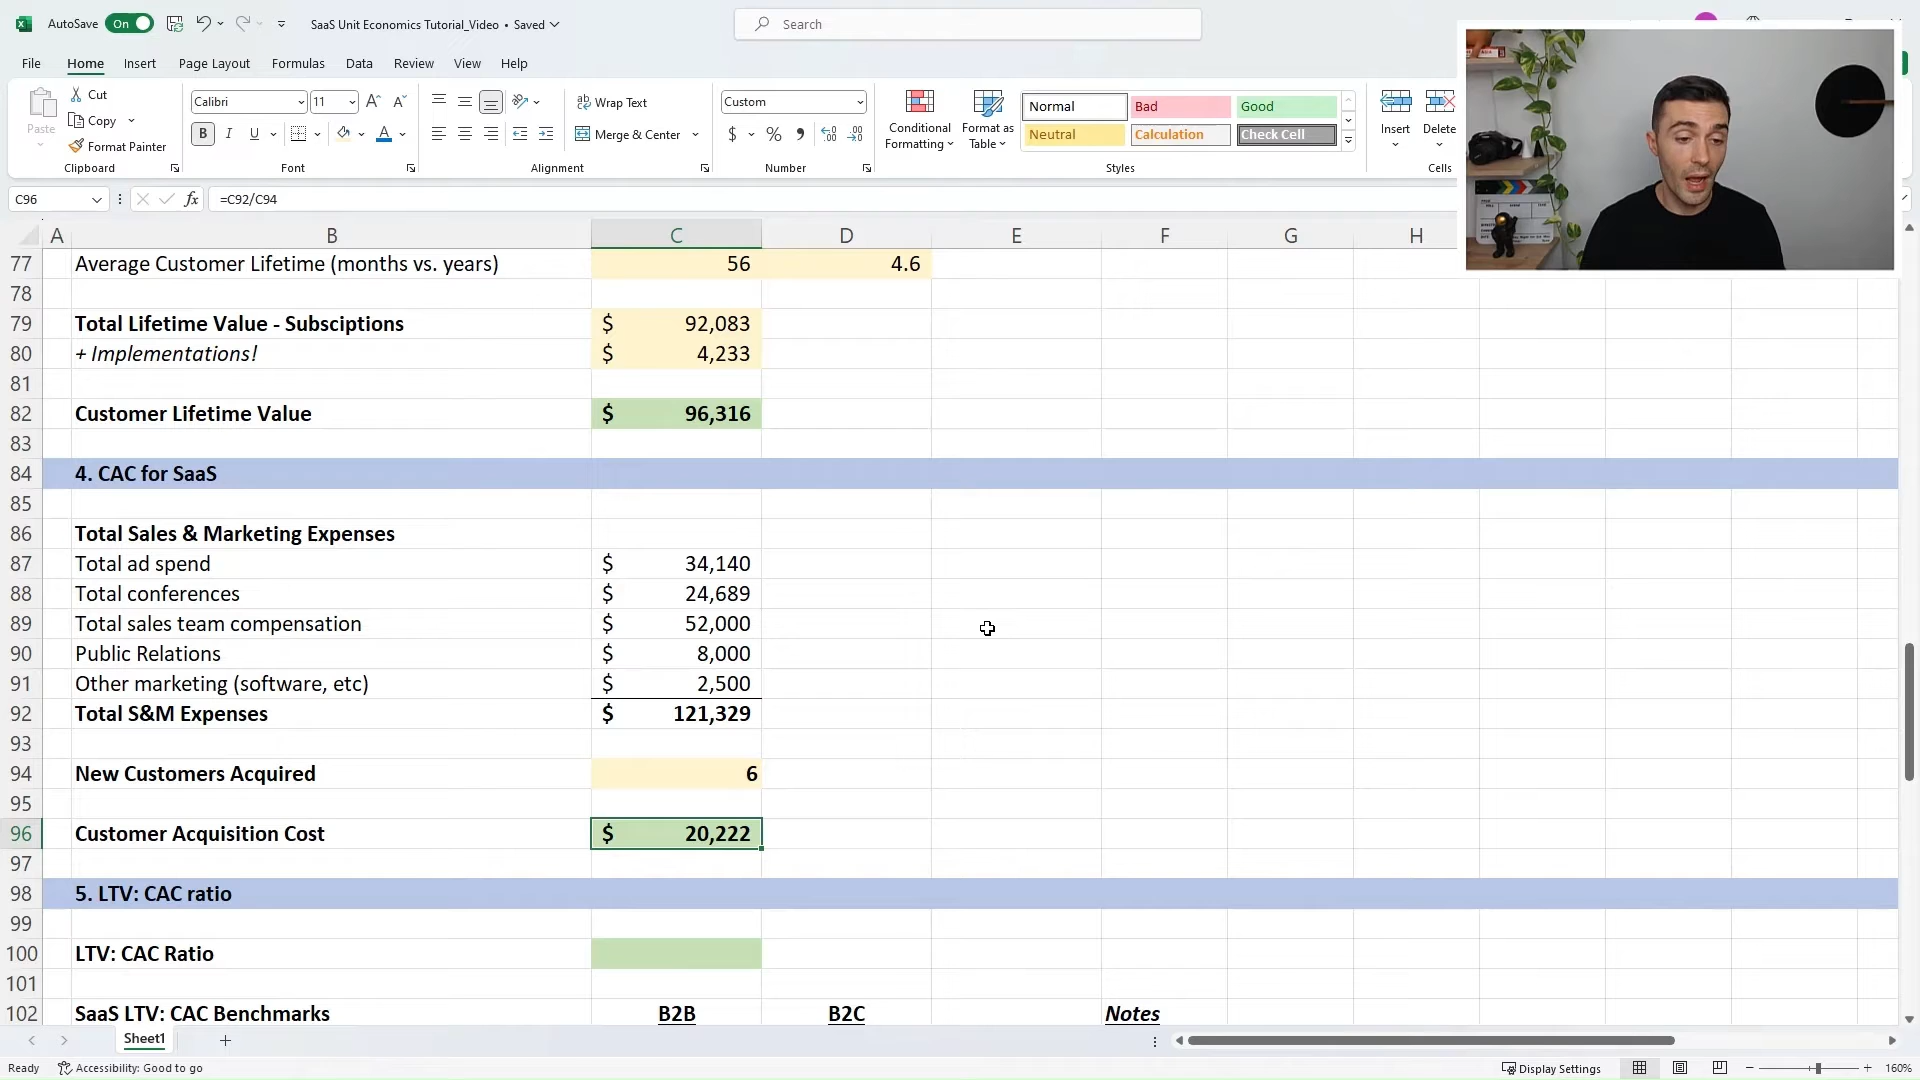 AutoSave On SaaS Unit Economics Tutorial_Video • Saved Search
File Home Insert Page Layout Formulas Data Review View Help
Paste Cut Copy Format Painter Clipboard
Calibri 11 B I U Font
Wrap Text Merge & Center Alignment
Custom $ % , Number
Conditional Formatting Format as Table
Normal Bad Good
Neutral Calculation Check Cell
Styles
Insert Delete
Cells
C96 fx =C92/C94
A B C D E F G H
77 Average Customer Lifetime (months vs. years) 56 4.6
78
79 Total Lifetime Value - Subsciptions $ 92,083
80 + Implementations! $ 4,233
81
82 Customer Lifetime Value $ 96,316
83
84 4. CAC for SaaS
85
86 Total Sales & Marketing Expenses
87 Total ad spend $ 34,140
88 Total conferences $ 24,689
89 Total sales team compensation $ 52,000
90 Public Relations $ 8,000
91 Other marketing (software, etc) $ 2,500
92 Total S&M Expenses $ 121,329
93
94 New Customers Acquired 6
95
96 Customer Acquisition Cost $ 20,222
97
98 5. LTV: CAC ratio
99
100 LTV: CAC Ratio
101
102 SaaS LTV: CAC Benchmarks B2B B2C Notes
Sheet1
Ready Accessibility: Good to go Display Settings 160%